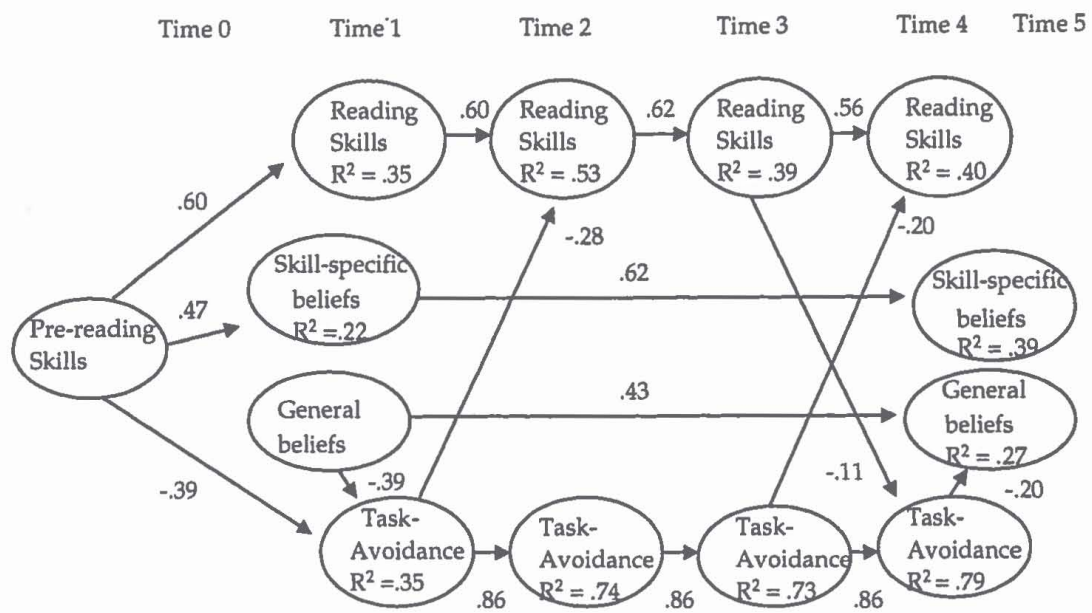 Time 0 Time 1 Time 2 Time 3 Time 4 Time 5
Reading
Skills
R² = .35
.60
Reading
Skills
R² = .53
.62
Reading
Skills
R² = .39
.56
Reading
Skills
R² = .40
.60
-.28
-.20
Skill-specific
beliefs
R² =.22
.62
Skill-specific
beliefs
R² = .39
.47
Pre-reading
Skills
General
beliefs
.43
General
beliefs
R² = .27
-.39
-.39
-.11
-.20
Task-
Avoidance
R² =.35
.86
Task-
Avoidance
R² = .74
.86
Task-
Avoidance
R² =.73
.86
Task-
Avoidance
R² =.79